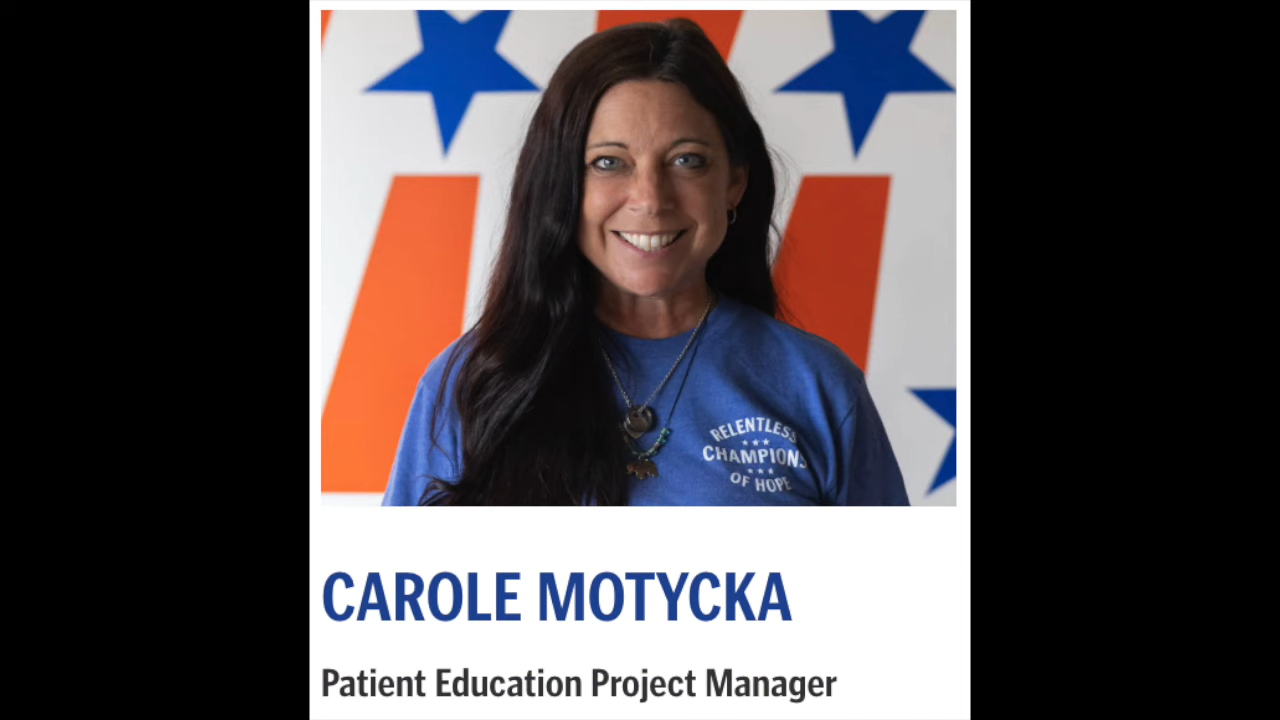 RELENTLESS
CHAMPIONS
OF HOPE
CAROLE MOTYCKA
Patient Education Project Manager